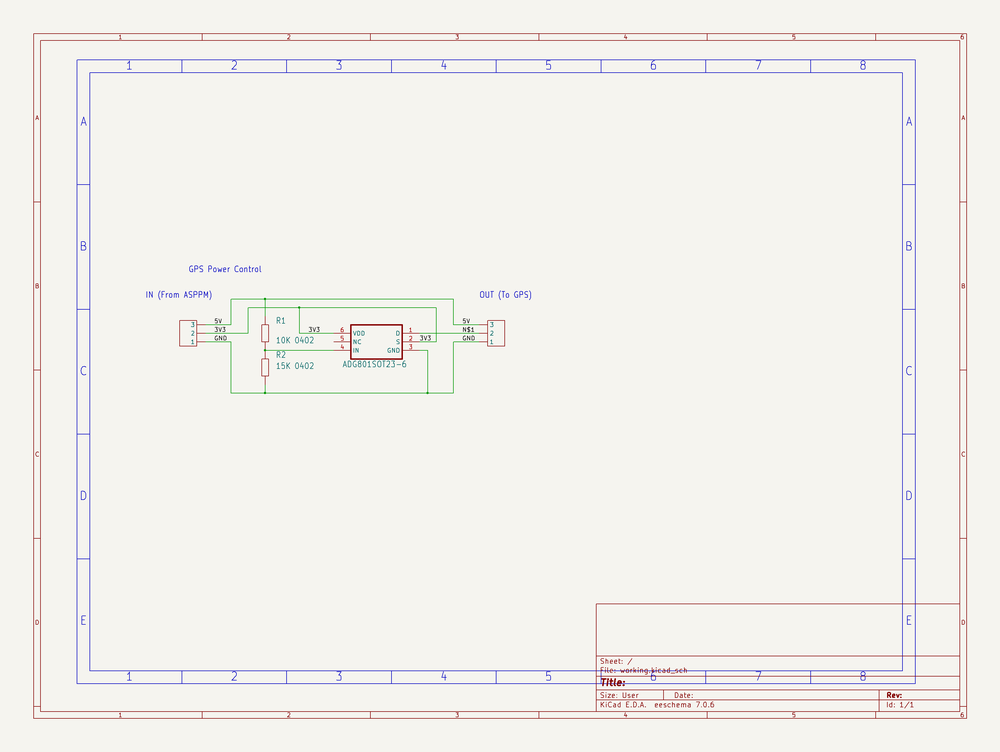 1 2 3 4 5 6
1 2 3 4 5 6 7 8
A A
A A
B B
GPS Power Control
B B
IN (From ASPPM) OUT (To GPS)
3 5V R1 5V 3
2 3V3 3V3 6 VDD D 1 N$1 2
1 GND 10K 0402 5 NC S 2 3V3 GND 1
4 IN GND 3
R2
15K 0402 ADG801SOT23-6
C C
C C
D D
E E
D D
Sheet: /
File: working.kicad_sch
1 2 3 4 5 6 7 8
Title:
Size: User Date: Rev:
KiCad E.D.A. eeschema 7.0.6 Id: 1/1
1 2 3 4 5 6